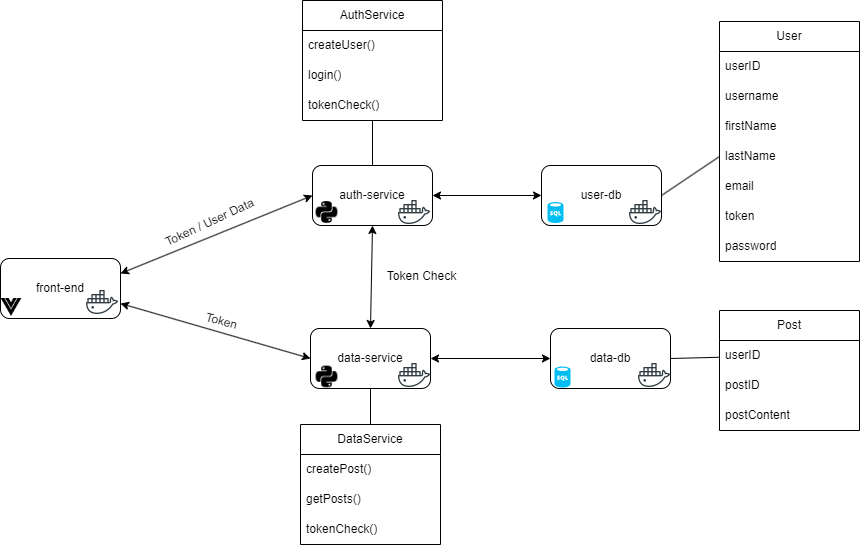 AuthService
createUser()
login()
tokenCheck()
User
userID
username
firstName
lastName
email
token
password
auth-service
user-db
SQL
Token / User Data
front-end
Token Check
Token
data-service
data-db
SQL
Post
userID
postID
postContent
DataService
createPost()
getPosts()
tokenCheck()